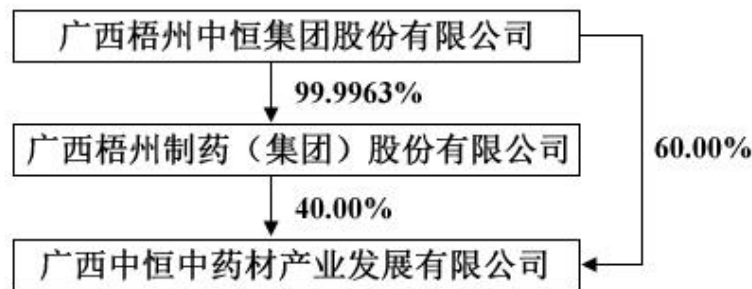 广西梧州中恒集团股份有限公司
99.9963%
广西梧州制药（集团）股份有限公司
60.00%
40.00%
广西中恒中药材产业发展有限公司